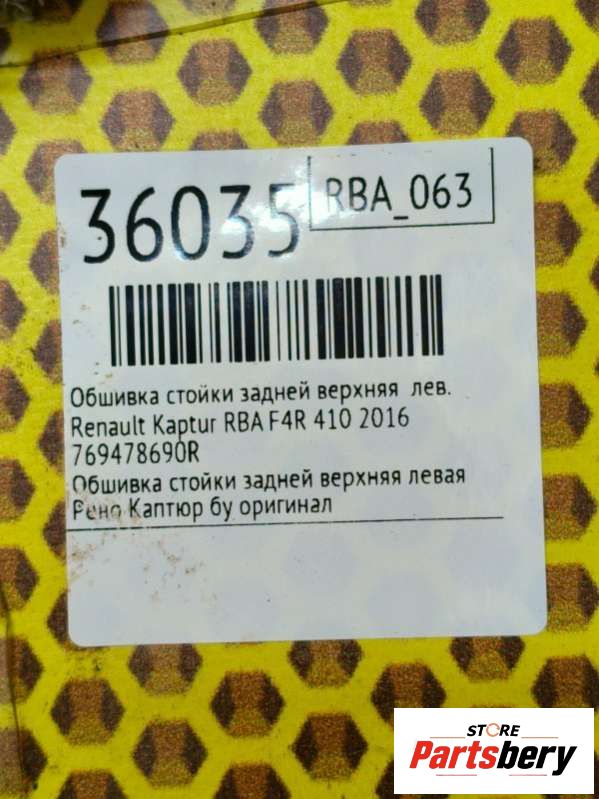 36035
RBA_063
Обшивка стойки задней верхняя лев.
Renault Kaptur RBA F4R 410 2016
769478690R
Обшивка стойки задней верхняя левая
Рено Каптюр бу оригинал
STORE
Partsbery